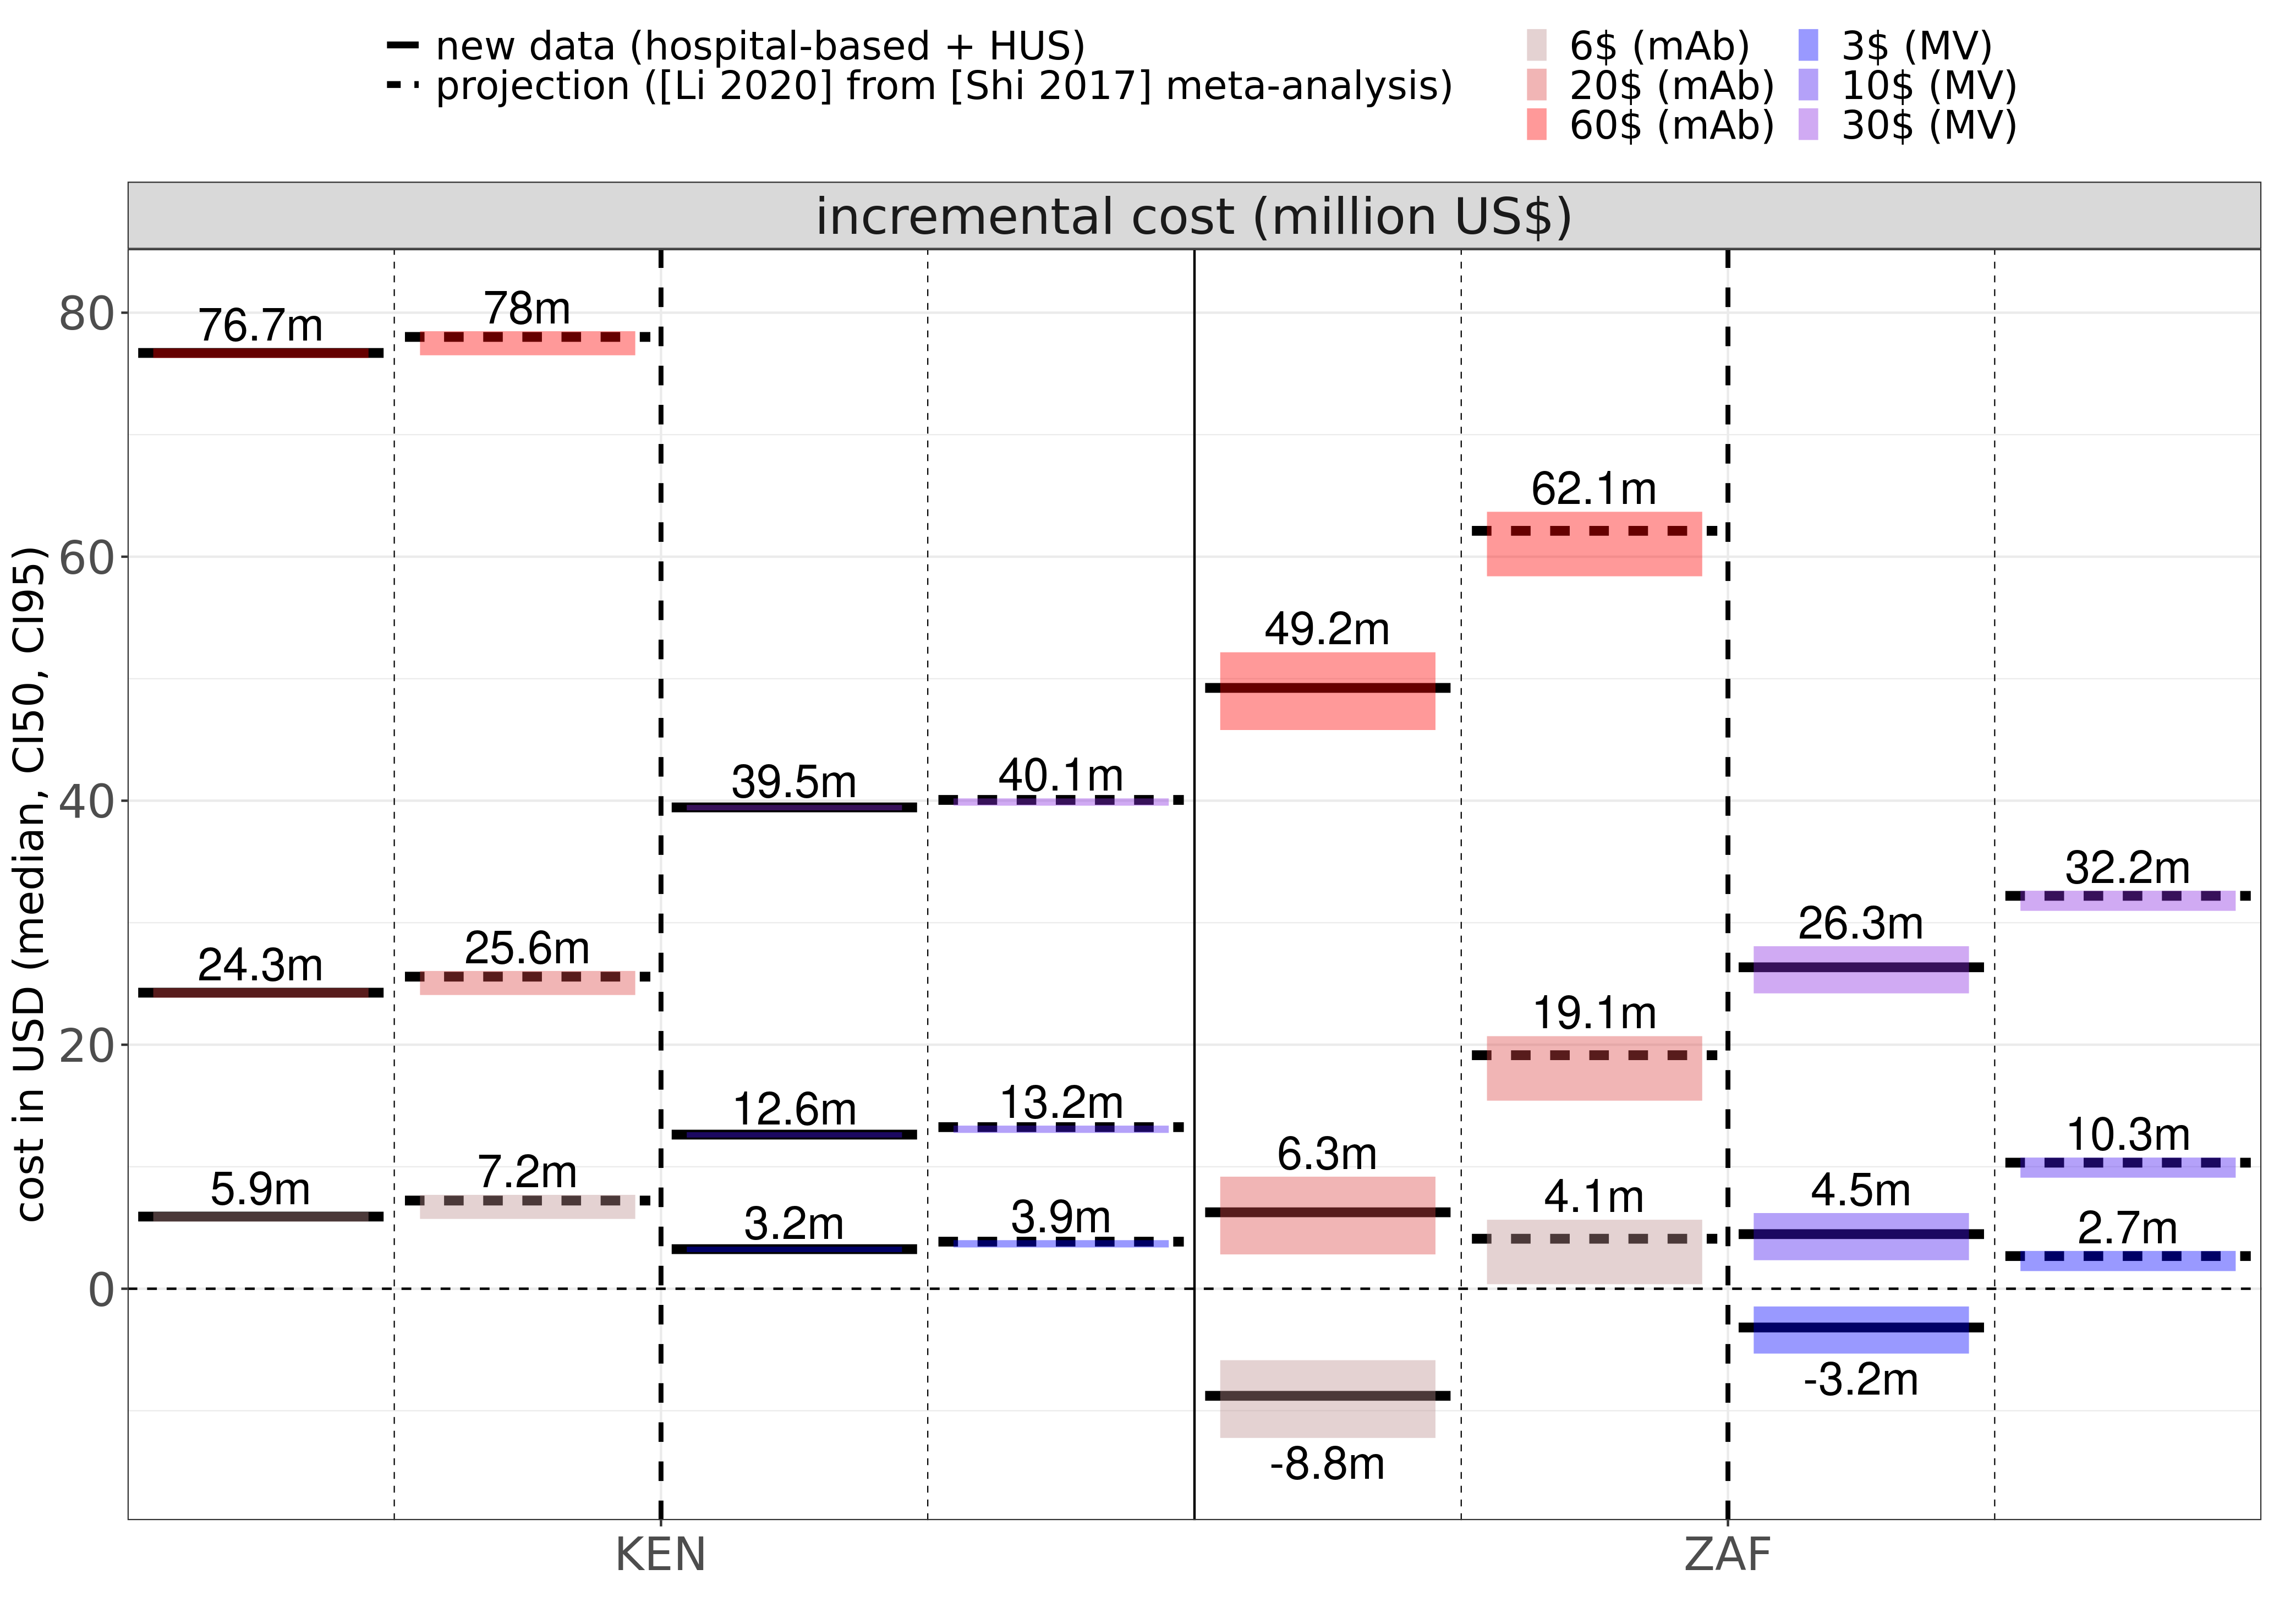 new data (hospital-based + HUS)
projection ([Li 2020] from [Shi 2017] meta-analysis)
6$ (mAb)
20$ (mAb)
60$ (mAb)
3$ (MV)
10$ (MV)
30$ (MV)
incremental cost (million US$)
cost in USD (median, CI50, CI95)
80
60
40
20
0
76.7m
78m
24.3m
25.6m
5.9m
7.2m
39.5m
40.1m
12.6m
13.2m
3.2m
3.9m
49.2m
62.1m
6.3m
19.1m
4.1m
-8.8m
26.3m
32.2m
4.5m
10.3m
2.7m
-3.2m
KEN
ZAF